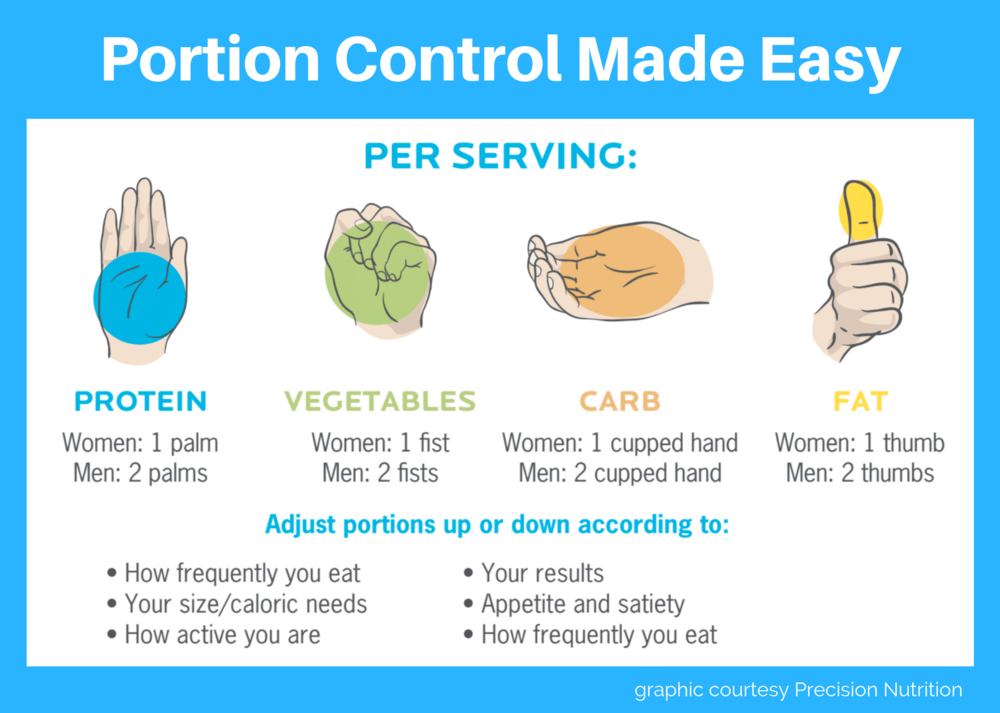 Portion Control Made Easy
PER SERVING:
PROTEIN
Women: 1 palm
Men: 2 palms
VEGETABLES
Women: 1 fist
Men: 2 fists
CARB
Women: 1 cupped hand
Men: 2 cupped hand
FAT
Women: 1 thumb
Men: 2 thumbs
Adjust portions up or down according to:
• How frequently you eat
• Your size/caloric needs
• How active you are
• Your results
• Appetite and satiety
• How frequently you eat
graphic courtesy Precision Nutrition